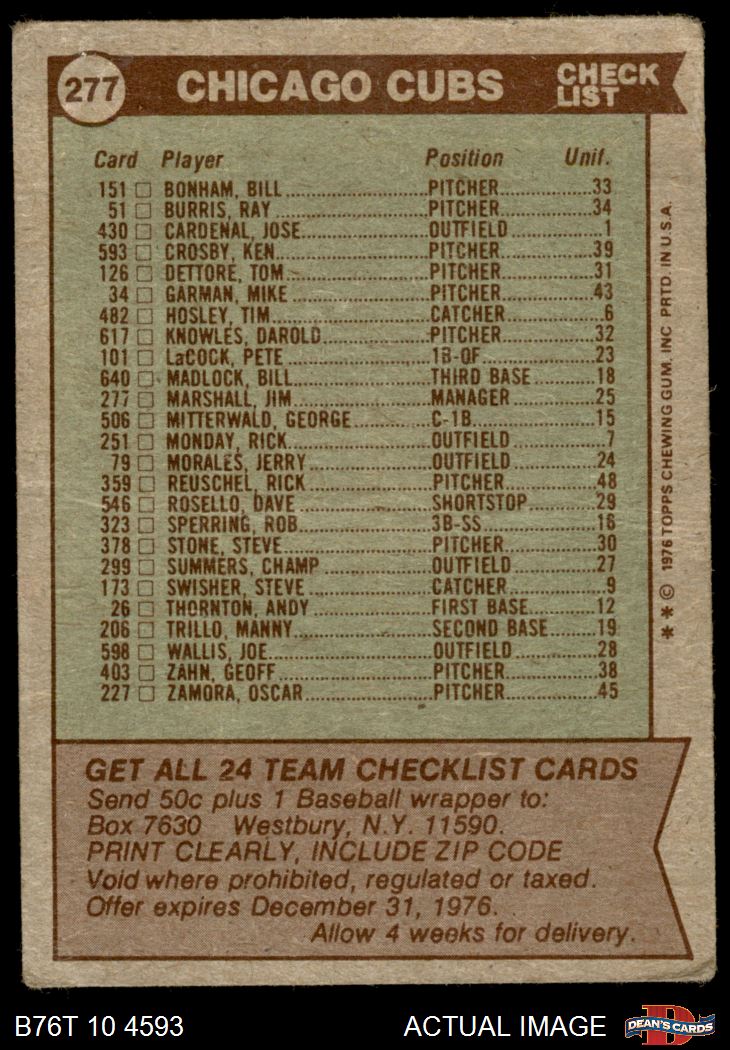 277 CHICAGO CUBS CHECK LIST
Card Player Position Unif.
151 □ BONHAM, BILL....................PITCHER............33
51 □ BURRIS, RAY....................PITCHER............34
430 □ CARDENAL, JOSE....................OUTFIELD............1
593 □ CROSBY, KEN....................PITCHER............39
126 □ DETTORE, TOM....................PITCHER............31
34 □ GARMAN, MIKE....................PITCHER............43
482 □ HOSLEY, TIM....................CATCHER............6
617 □ KNOWLES, DAROLD....................PITCHER............32
101 □ LaCOCK, PETE....................1B-OF............23
640 □ MADLOCK, BILL....................THIRD BASE............18
277 □ MARSHALL, JIM....................MANAGER............25
506 □ MITTERWALD, GEORGE....................C-1B............15
251 □ MONDAY, RICK....................OUTFIELD............7
79 □ MORALES, JERRY....................OUTFIELD............24
359 □ REUSCHEL, RICK....................PITCHER............48
546 □ ROSELLO, DAVE....................SHORTSTOP............29
323 □ SPERRING, ROB....................3B-SS............16
378 □ STONE, STEVE....................PITCHER............30
299 □ SUMMERS, CHAMP....................OUTFIELD............27
173 □ SWISHER, STEVE....................CATCHER............9
26 □ THORNTON, ANDY....................FIRST BASE............12
206 □ TRILLO, MANNY....................SECOND BASE............19
598 □ WALLIS, JOE....................OUTFIELD............28
403 □ ZAHN, GEOFF....................PITCHER............38
227 □ ZAMORA, OSCAR....................PITCHER............45
* * © 1976 TOPPS CHEWING GUM, INC PRTD. IN U.S.A.
GET ALL 24 TEAM CHECKLIST CARDS
Send 50c plus 1 Baseball wrapper to:
Box 7630 Westbury, N.Y. 11590.
PRINT CLEARLY, INCLUDE ZIP CODE
Void where prohibited, regulated or taxed.
Offer expires December 31, 1976.
Allow 4 weeks for delivery.
B76T 10 4593 ACTUAL IMAGE D DEAN'S CARDS